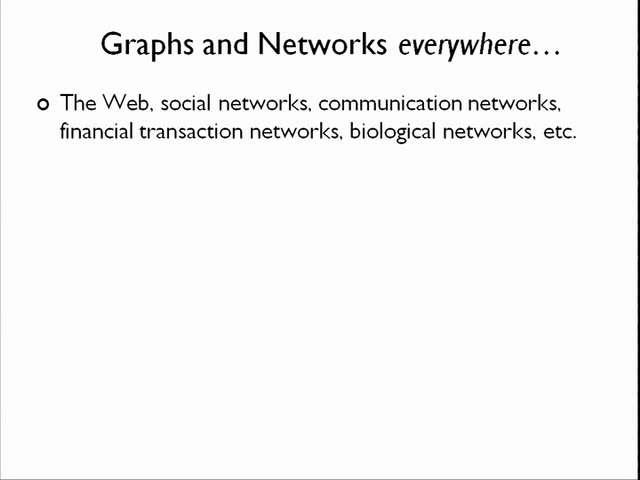 Graphs and Networks everywhere...
The Web, social networks, communication networks,
financial transaction networks, biological networks, etc.